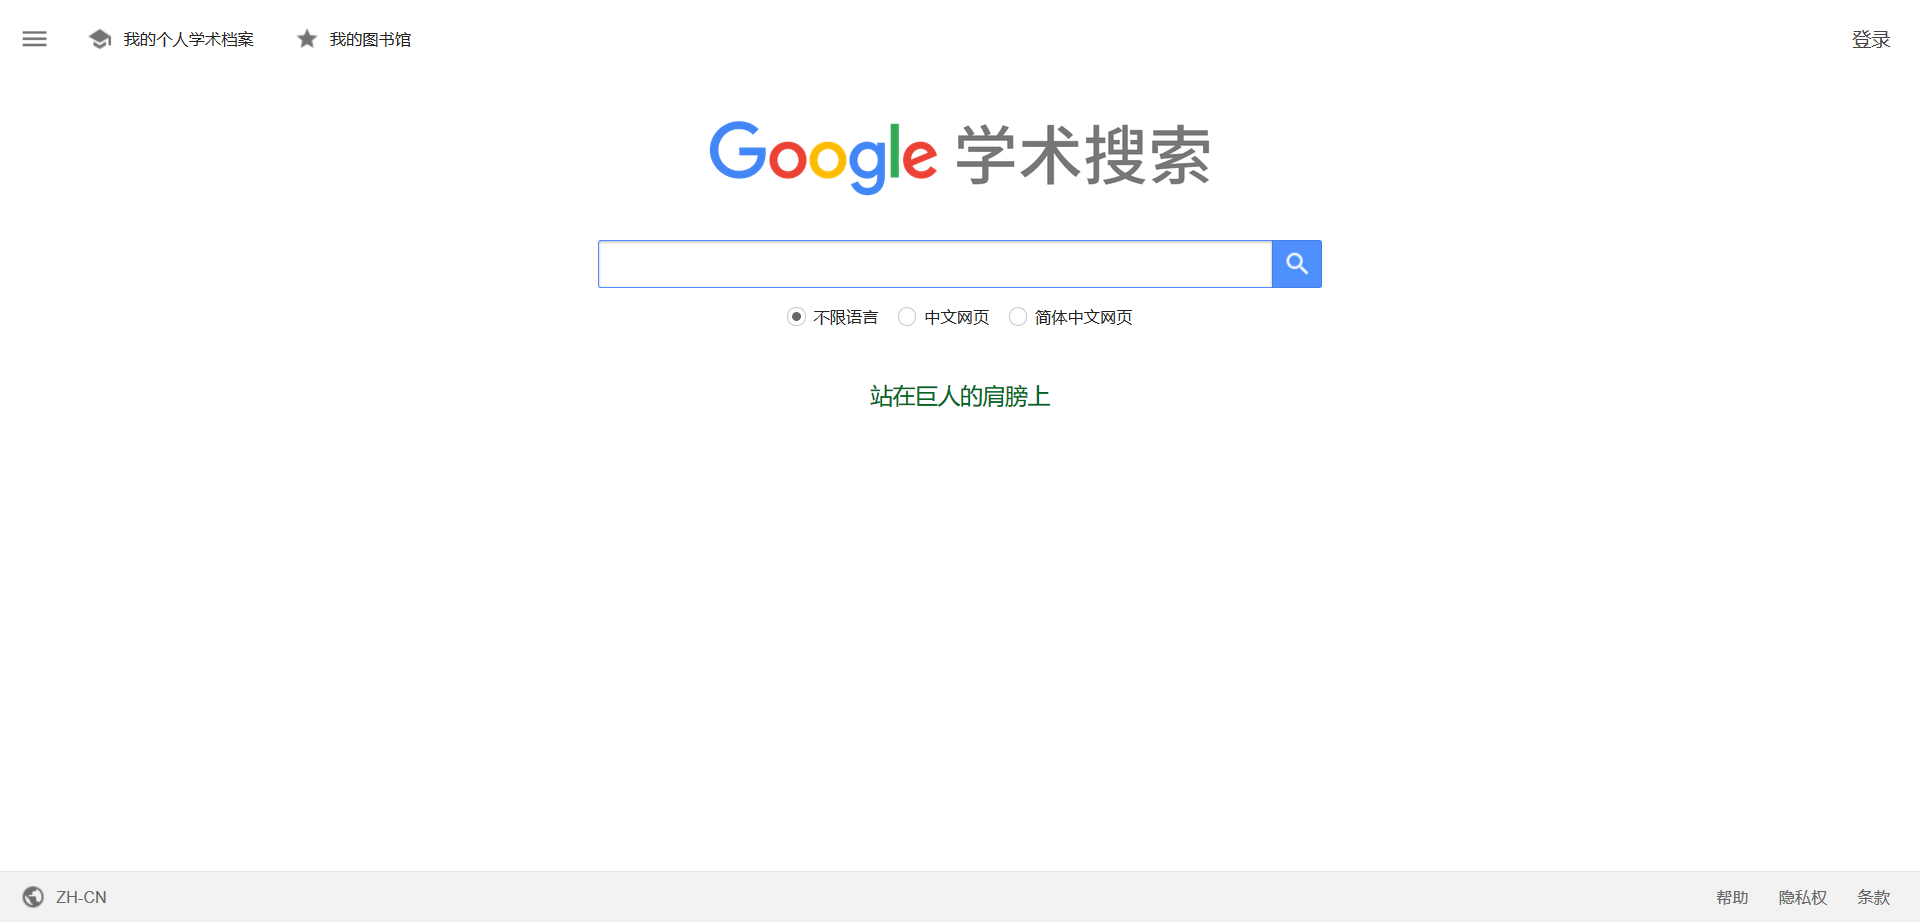 我的个人学术档案
我的图书馆
登录
Google 学术搜索
不限语言 中文网页 简体中文网页
站在巨人的肩膀上
ZH-CN
帮助 隐私权 条款